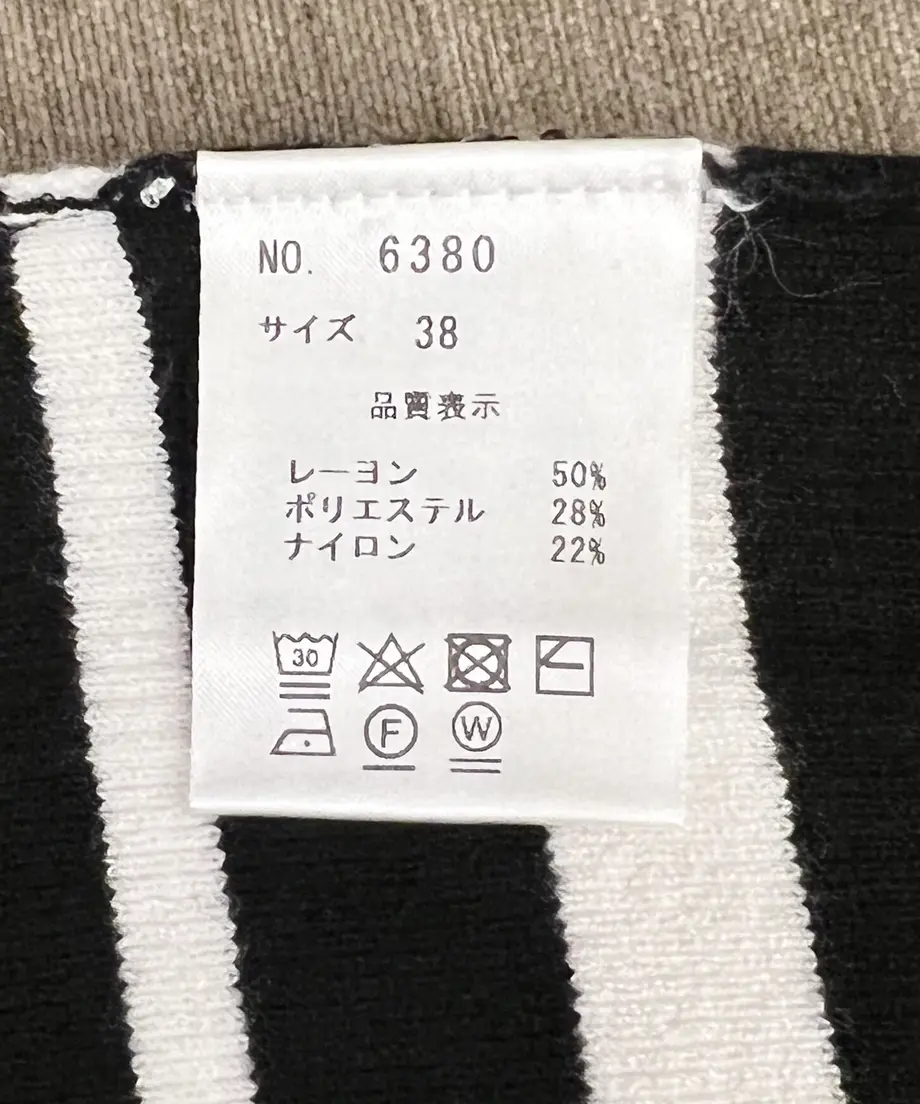 NO. 6380
サイズ 38
品質表示
レーヨン 50%
ポリエステル 28%
ナイロン 22%
30
F
W